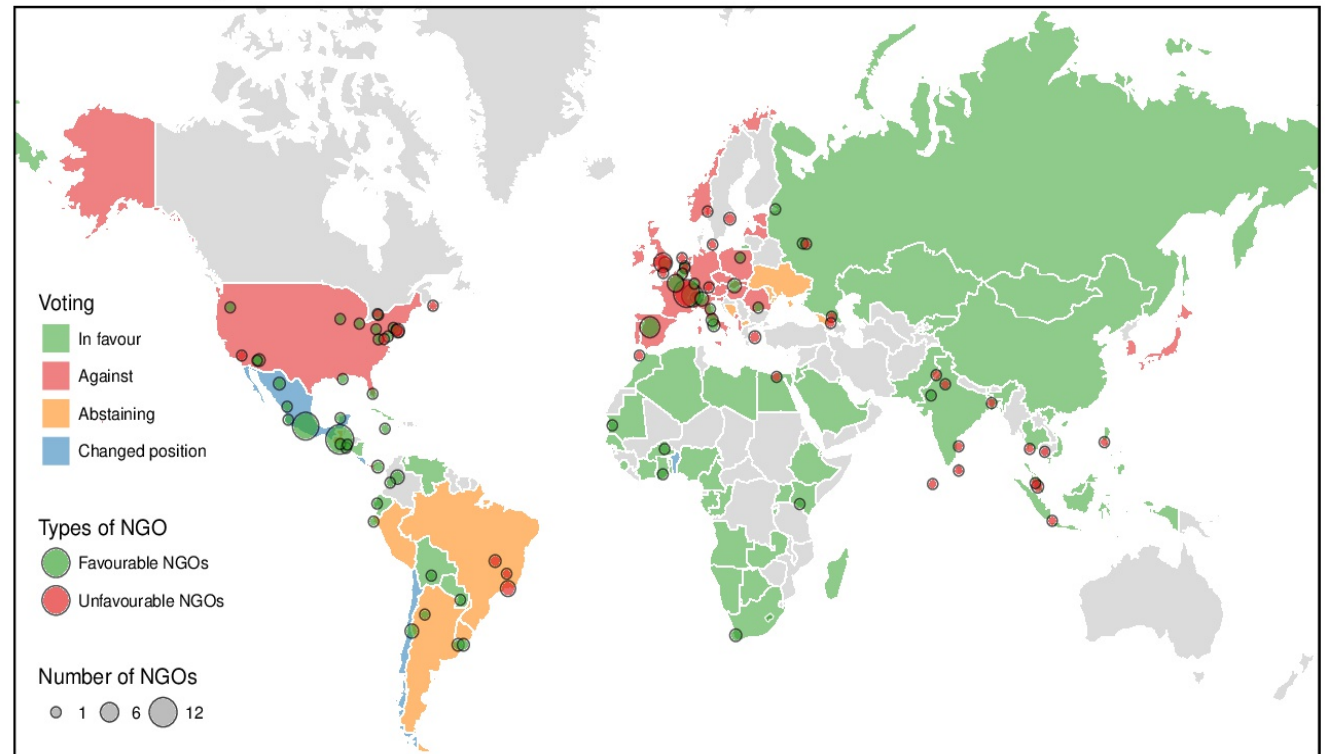 Voting
In favour
Against
Abstaining
Changed position
Types of NGO
Favourable NGOs
Unfavourable NGOs
Number of NGOs
1 6 12